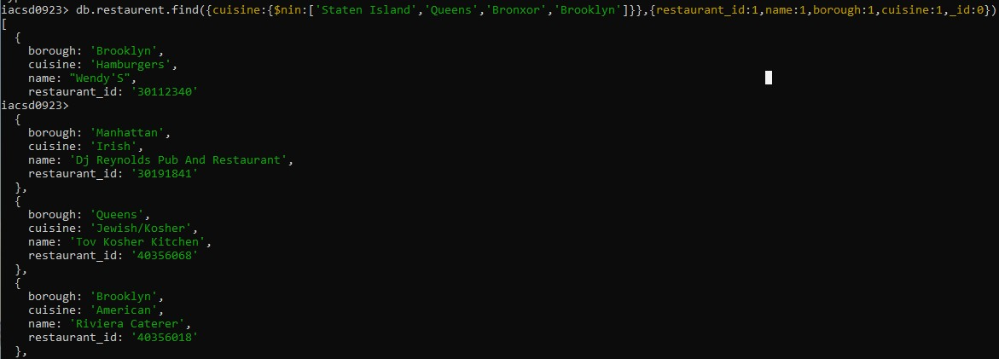 iacsd0923> db.restaurent.find({cuisine:{$nin:['Staten Island','Queens','Bronxor','Brooklyn']}},{restaurant_id:1,name:1,borough:1,cuisine:1,_id:0})
[
  {
    borough: 'Brooklyn',
    cuisine: 'Hamburgers',
    name: "Wendy'S",
    restaurant_id: '30112340'
iacsd0923>
  {
    borough: 'Manhattan',
    cuisine: 'Irish',
    name: 'Dj Reynolds Pub And Restaurant',
    restaurant_id: '30191841'
  },
  {
    borough: 'Queens',
    cuisine: 'Jewish/Kosher',
    name: 'Tov Kosher Kitchen',
    restaurant_id: '40356068'
  },
  {
    borough: 'Brooklyn',
    cuisine: 'American',
    name: 'Riviera Caterer',
    restaurant_id: '40356018'
  },